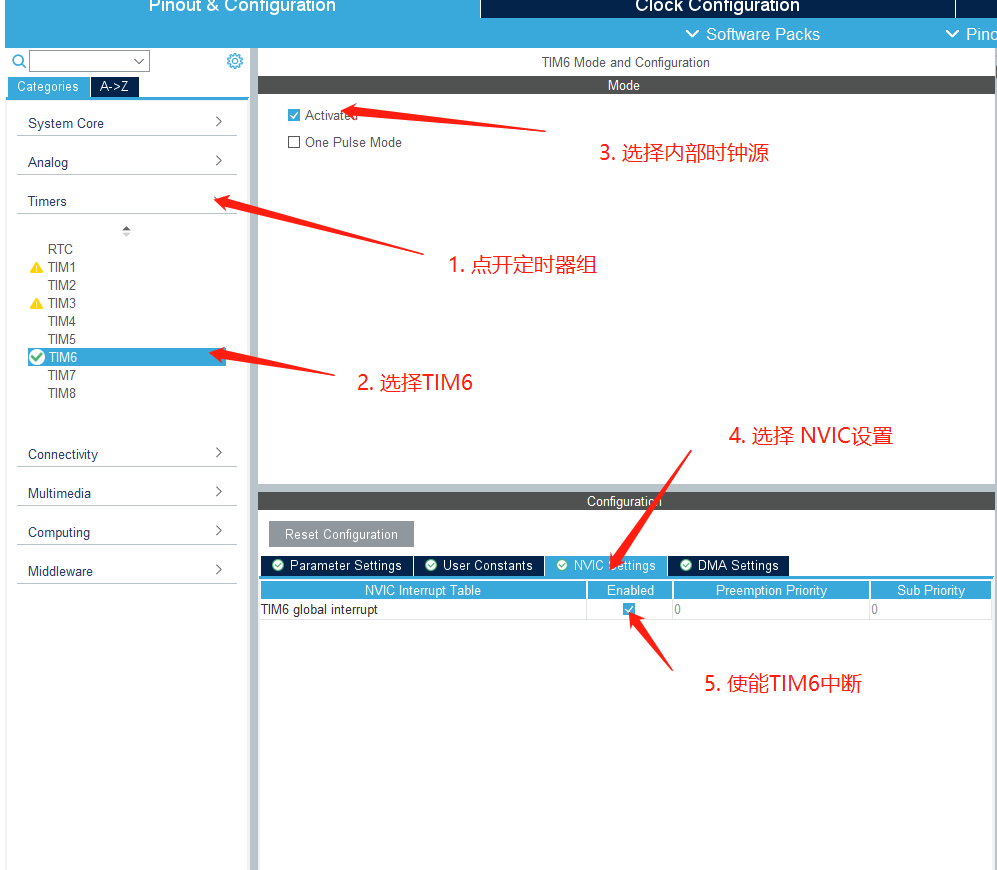 Pinout & Configuration
Clock Configuration
Software Packs
Pino
TIM6 Mode and Configuration
Categories
A->Z
Mode
System Core
Analog
Timers
RTC
TIM1
TIM2
TIM3
TIM4
TIM5
TIM6
TIM7
TIM8
Connectivity
Multimedia
Computing
Middleware
Activated
One Pulse Mode
3. 选择内部时钟源
1. 点开定时器组
2. 选择TIM6
4. 选择 NVIC设置
Configuration
Reset Configuration
Parameter Settings
User Constants
NVIC Settings
DMA Settings
NVIC Interrupt Table
Enabled
Preemption Priority
Sub Priority
TIM6 global interrupt
0
0
5. 使能TIM6中断